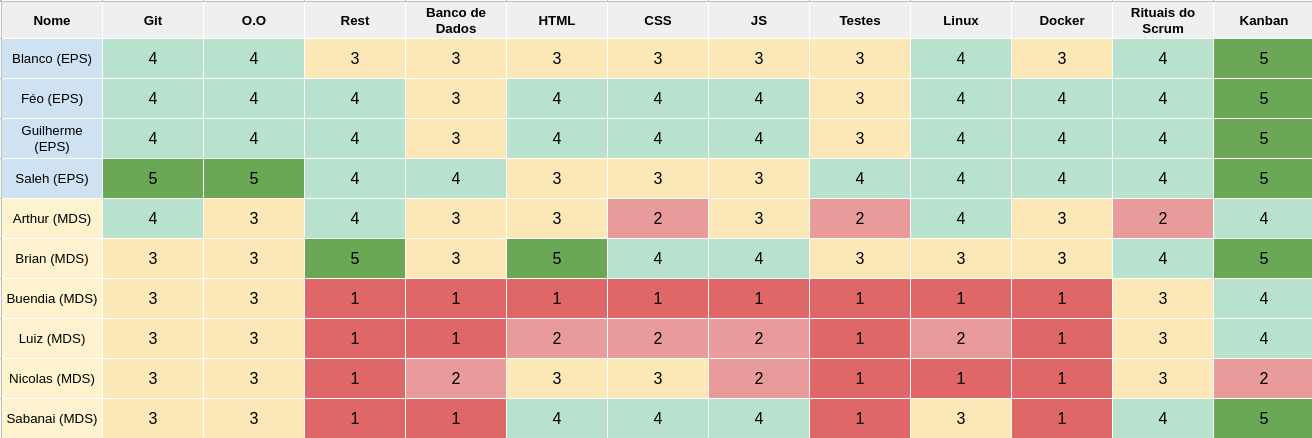 Nome Git O.O Rest Banco de Dados HTML CSS JS Testes Linux Docker Rituais do Scrum Kanban
Blanco (EPS) 4 4 3 3 3 3 3 3 4 3 4 5
Féo (EPS) 4 4 4 3 4 4 4 3 4 4 4 5
Guilherme (EPS) 4 4 4 3 4 4 4 3 4 4 4 5
Saleh (EPS) 5 5 4 4 3 3 3 4 4 4 4 5
Arthur (MDS) 4 3 4 3 3 2 3 2 4 3 2 4
Brian (MDS) 3 3 5 3 5 4 4 3 3 3 4 5
Buendia (MDS) 3 3 1 1 1 1 1 1 1 1 3 4
Luiz (MDS) 3 3 1 1 2 2 2 1 2 1 3 4
Nicolas (MDS) 3 3 1 2 3 3 2 1 1 1 3 2
Sabanai (MDS) 3 3 1 1 4 4 4 1 3 1 4 5